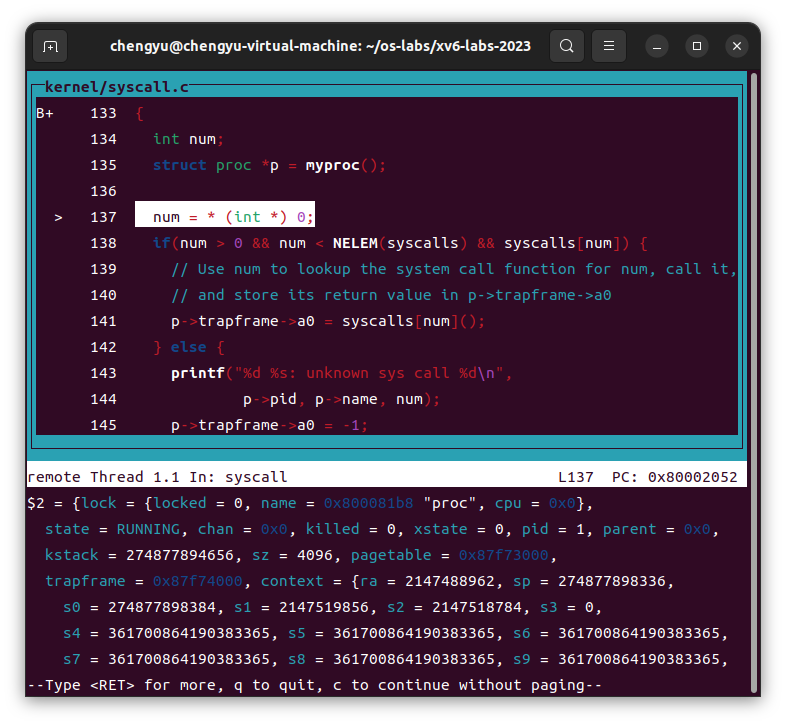 chengyu@chengyu-virtual-machine: ~/os-labs/xv6-labs-2023
kernel/syscall.c
B+ 133 {
134 int num;
135 struct proc *p = myproc();
136
> 137 num = * (int *) 0;
138 if(num > 0 && num < NELEM(syscalls) && syscalls[num]) {
139 // Use num to lookup the system call function for num, call it,
140 // and store its return value in p->trapframe->a0
141 p->trapframe->a0 = syscalls[num]();
142 } else {
143 printf("%d %s: unknown sys call %d\n",
144 p->pid, p->name, num);
145 p->trapframe->a0 = -1;
remote Thread 1.1 In: syscall L137 PC: 0x80002052
$2 = {lock = {locked = 0, name = 0x800081b8 "proc", cpu = 0x0},
state = RUNNING, chan = 0x0, killed = 0, xstate = 0, pid = 1, parent = 0x0,
kstack = 274877894656, sz = 4096, pagetable = 0x87f73000,
trapframe = 0x87f74000, context = {ra = 2147488962, sp = 274877898336,
s0 = 274877898384, s1 = 2147519856, s2 = 2147518784, s3 = 0,
s4 = 361700864190383365, s5 = 361700864190383365, s6 = 361700864190383365,
s7 = 361700864190383365, s8 = 361700864190383365, s9 = 361700864190383365,
--Type <RET> for more, q to quit, c to continue without paging--